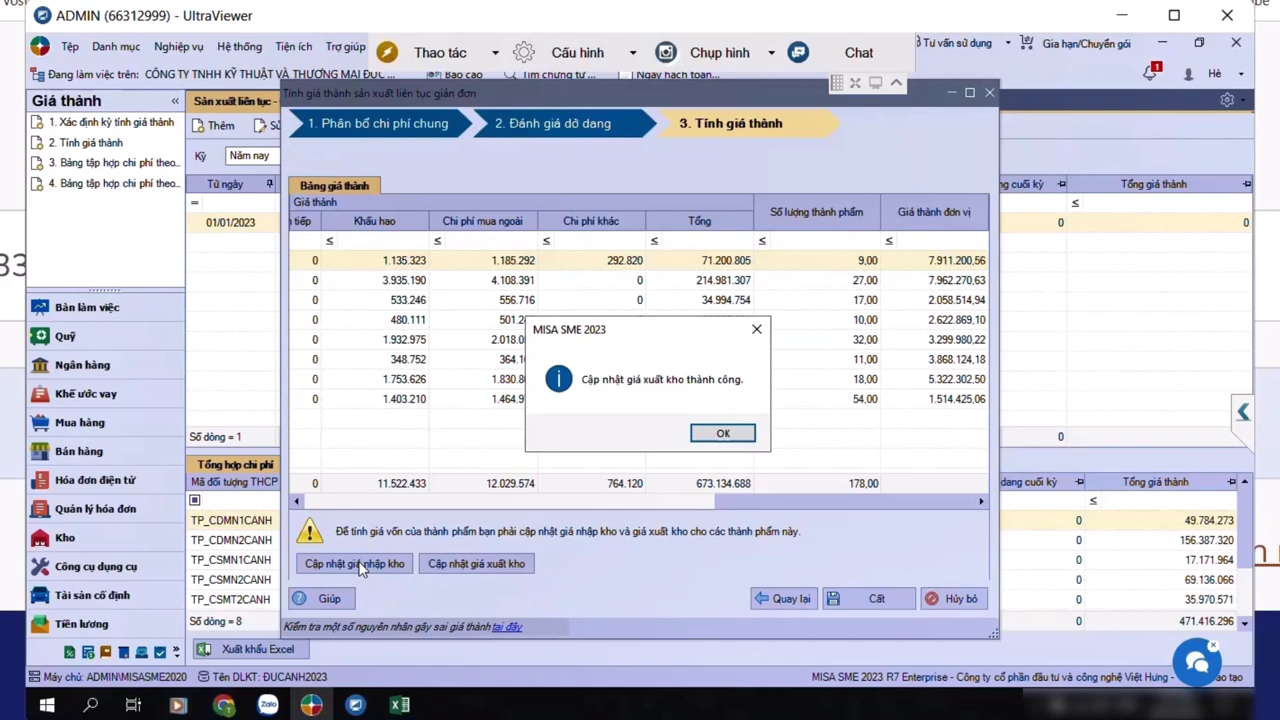 ADMIN (66312999) - UltraViewer
Tệp Danh mục Nghiệp vụ Hệ thống Tiện ích Trợ giúp
Thao tác Cấu hình Chụp hình Chat
Tư vấn sử dụng Gia hạn/Chuyển gói
Đang làm việc trên: CÔNG TY TNHH KỸ THUẬT VÀ THƯƠNG MẠI ĐỨC ... Báo cáo Tìm chứng từ... Ngày hạch toán...
1 Hè
Giá thành
1. Xác định kỳ tính giá thành
2. Tính giá thành
3. Bảng tập hợp chi phí theo...
4. Bảng tập hợp chi phí theo...
Bàn làm việc
Quỹ
Ngân hàng
Khế ước vay
Mua hàng
Bán hàng
Hóa đơn điện tử
Quản lý hóa đơn
Kho
Công cụ dụng cụ
Tài sản cố định
Tiền lương
Sản xuất liên tục -
Thêm
Kỳ Năm nay
Từ ngày
=
01/01/2023
Số dòng = 1
Tổng hợp chi phí
Mã đối tượng THCP
TP_CDMN1CANH
TP_CDMN2CANH
TP_CSMN1CANH
TP_CSMN2CANH
TP_CSMT2CANH
Số dòng = 8
Xuất khẩu Excel
Tính giá thành sản xuất liên tục giản đơn
1. Phân bổ chi phí chung 2. Đánh giá dở dang 3. Tính giá thành
Bảng giá thành
Giá thành Số lượng thành phẩm Giá thành đơn vị
n tiếp Khấu hao Chi phí mua ngoài Chi phí khác Tổng
≤ ≤ ≤ ≤ ≤ ≤
0 1.135.323 1.185.292 292.820 71.200.805 9,00 7.911.200,56
0 3.935.190 4.108.391 0 214.981.307 27,00 7.962.270,63
0 533.246 556.716 0 34.994.754 17,00 2.058.514,94
0 480.111 501.2 10,00 2.622.869,10
0 1.932.975 2.018.0 32,00 3.299.980,22
0 348.752 364.1 11,00 3.868.124,18
0 1.753.626 1.830.8 18,00 5.322.302,50
0 1.403.210 1.464.9 54,00 1.514.425,06
0 11.522.433 12.029.574 764.120 673.134.688 178,00
MISA SME 2023
Cập nhật giá xuất kho thành công.
OK
Để tính giá vốn của thành phẩm bạn phải cập nhật giá nhập kho và giá xuất kho cho các thành phẩm này.
Cập nhật giá nhập kho Cập nhật giá xuất kho
Giúp Quay lại Cất Hủy bỏ
Kiểm tra một số nguyên nhân gây sai giá thành tại đây
ng cuối kỳ Tổng giá thành
≤
0 0
0
dang cuối kỳ Tổng giá thành
≤
0 49.784.273
0 156.387.320
0 17.171.964
0 69.136.066
0 35.970.571
0 471.416.296
Máy chủ: ADMIN\MISASME2020 Tên DLKT: ĐUCANH2023 MISA SME 2023 R7 Enterprise - Công ty cổ phần đầu tư và công nghệ Việt Hưng -
Zalo